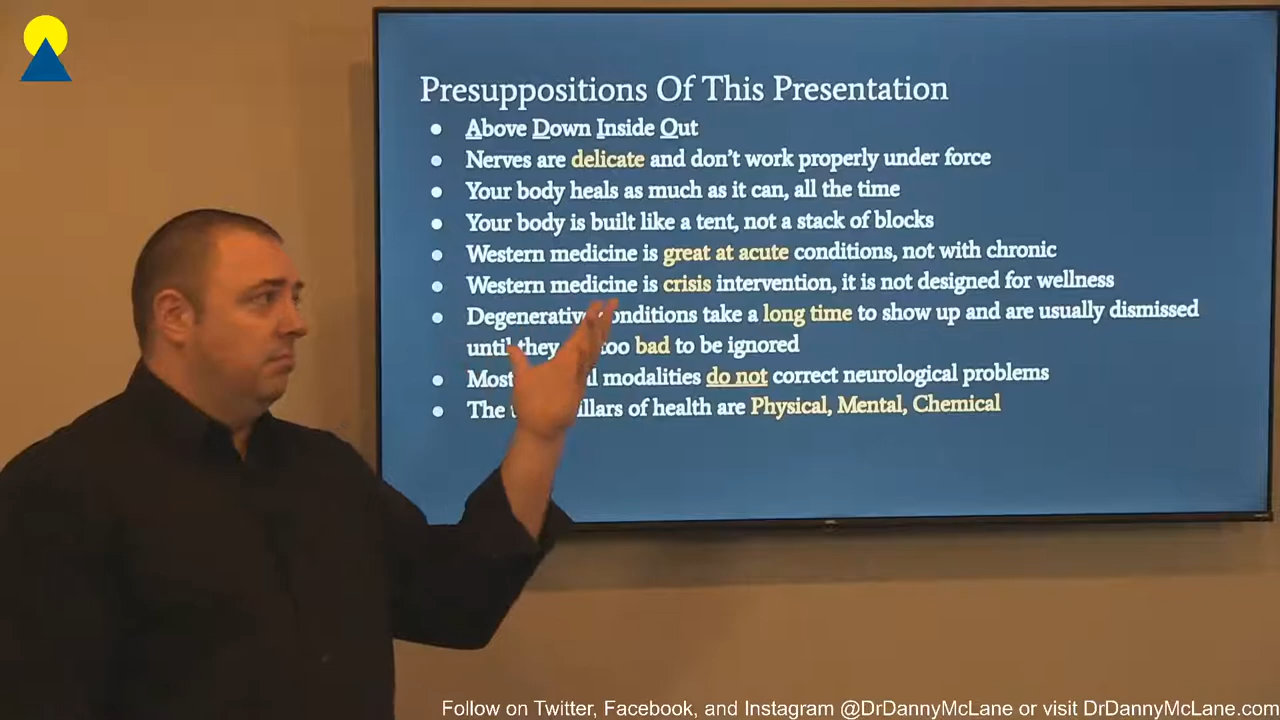 Presuppositions Of This Presentation
● Above Down Inside Out
● Nerves are delicate and don't work properly under force
● Your body heals as much as it can, all the time
● Your body is built like a tent, not a stack of blocks
● Western medicine is great at acute conditions, not with chronic
● Western medicine is crisis intervention, it is not designed for wellness
● Degenerative conditions take a long time to show up and are usually dismissed
until they too bad to be ignored
● Most modalities do not correct neurological problems
● The pillars of health are Physical, Mental, Chemical
Follow on Twitter, Facebook, and Instagram @DrDannyMcLane or visit DrDannyMcLane.com